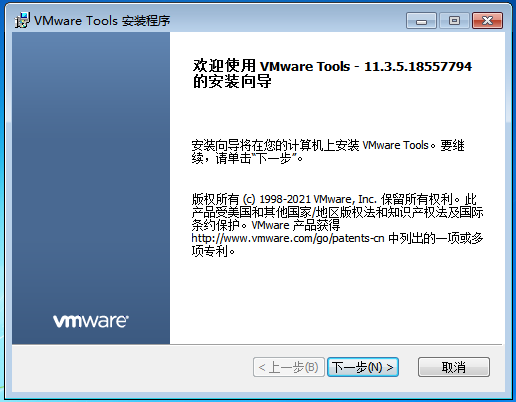 VMware Tools 安装程序
欢迎使用 VMware Tools - 11.3.5.18557794
的安装向导
安装向导将在您的计算机上安装 VMware Tools。要继
续，请单击“下一步”。
版权所有 (c) 1998-2021 VMware, Inc. 保留所有权利。此
产品受美国和其他国家/地区版权法和知识产权法及国际
条约保护。VMware 产品获得
http://www.vmware.com/go/patents-cn 中列出的一项或多
项专利。
vmware®
< 上一步(B)
下一步(N) >
取消